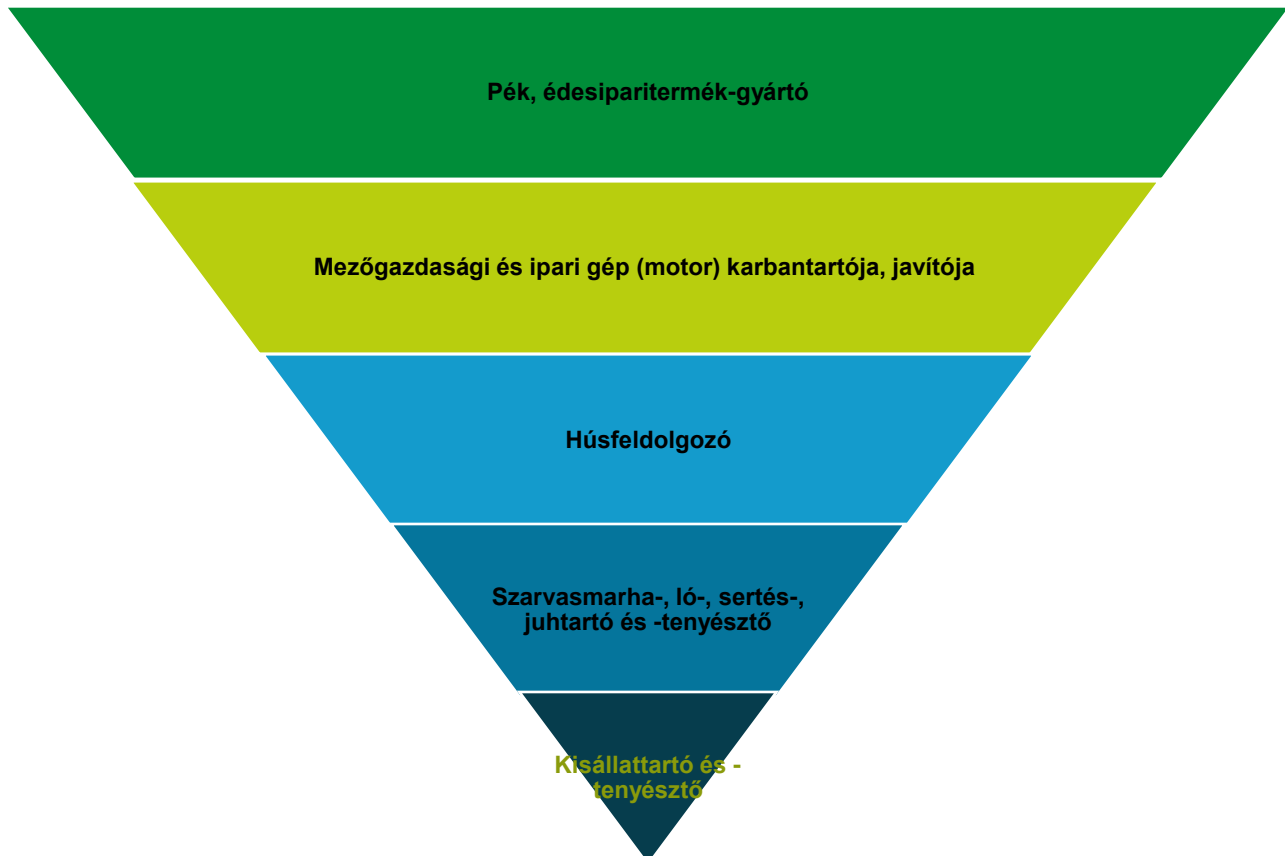 Pék, édesiparitermék-gyártó
Mezőgazdasági és ipari gép (motor) karbantartója, javítója
Húsfeldolgozó
Szarvasmarha-, ló-, sertés-,
juhtartó és -tenyésztő
Kisállattartó és -
tenyésztő